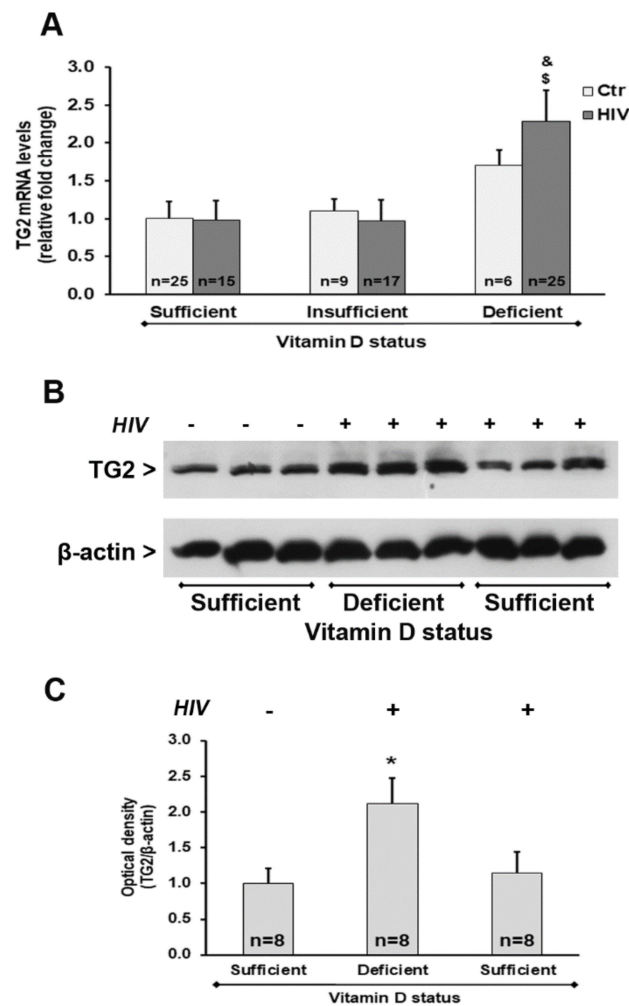 A
TG2 mRNA levels
(relative fold change)
3.0
2.5
2.0
1.5
1.0
0.5
0.0
&
$
Ctr
HIV
n=25 n=15 n=9 n=17 n=6 n=25
Sufficient Insufficient Deficient
Vitamin D status
B
HIV - - - + + + + + +
TG2 >
β-actin >
Sufficient Deficient Sufficient
Vitamin D status
C
HIV - + +
Optical density
(TG2/β-actin)
3.0
2.5
2.0
1.5
1.0
0.5
0.0
*
n=8 n=8 n=8
Sufficient Deficient Sufficient
Vitamin D status